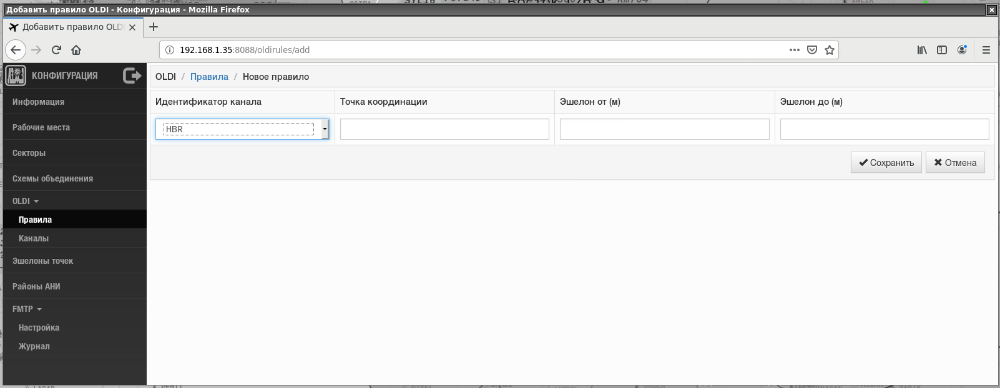 Добавить правило OLDI - Конфигурация - Mozilla Firefox
Добавить правило OLD
192.168.1.35:8088/oldirules/add
КОНФИГУРАЦИЯ
Информация
Рабочие места
Секторы
Схемы объединения
OLDI
Правила
Каналы
Эшелоны точек
Районы АНИ
FMTP
Настройка
Журнал
OLDI / Правила / Новое правило
Идентификатор канала Точка координации Эшелон от (м) Эшелон до (м)
HBR
Сохранить Отмена